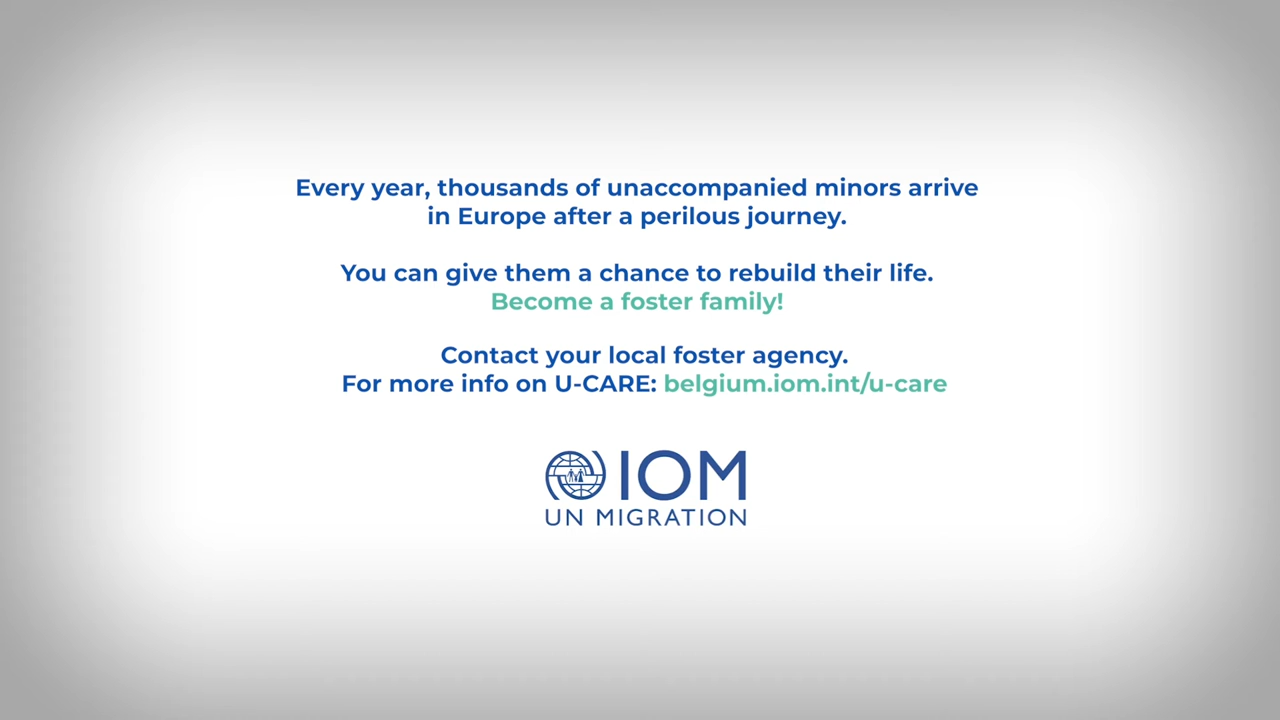 Every year, thousands of unaccompanied minors arrive
in Europe after a perilous journey.
You can give them a chance to rebuild their life.
Become a foster family!
Contact your local foster agency.
For more info on U-CARE: belgium.iom.int/u-care
IOM
UN MIGRATION